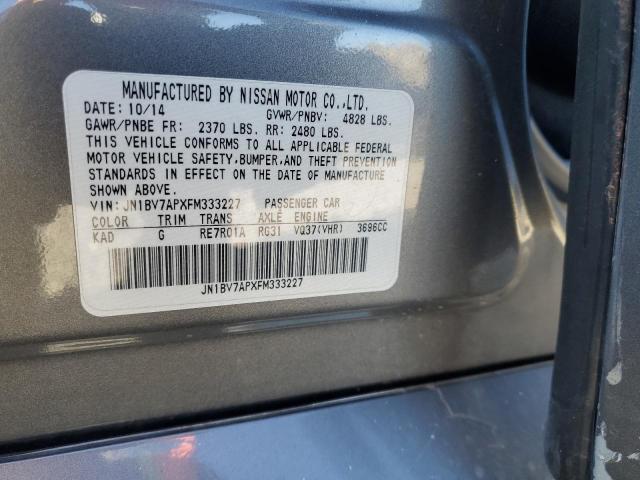 MANUFACTURED BY NISSAN MOTOR CO.,LTD.
DATE: 10/14 GVWR/PNBV: 4828 LBS.
GAWR/PNBE FR: 2370 LBS. RR: 2480 LBS.
THIS VEHICLE CONFORMS TO ALL APPLICABLE FEDERAL
MOTOR VEHICLE SAFETY,BUMPER,AND THEFT PREVENTION
STANDARDS IN EFFECT ON THE DATE OF MANUFACTURE
SHOWN ABOVE.
VIN: JN1BV7APXFM333227 PASSENGER CAR
COLOR TRIM TRANS AXLE ENGINE
KAD G RE7R01A RG31 VQ37(VHR) 3696CC
JN1BV7APXFM333227